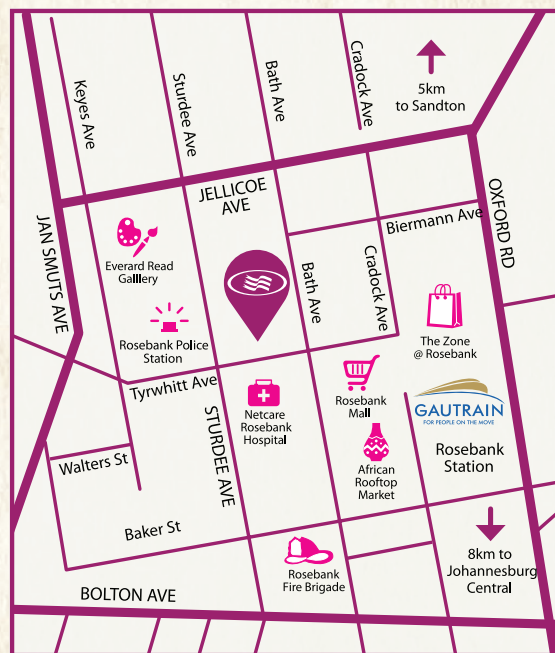 Keyes Ave
Sturdee Ave
Bath Ave
Cradock Ave
5km
to Sandton
JAN SMUTS AVE
JELLICOE
AVE
OXFORD RD
Biermann Ave
Everard Read
Galllery
Bath Ave
Cradock Ave
Rosebank Police
Station
The Zone
@ Rosebank
Tyrwhitt Ave
STURDEE AVE
Netcare
Rosebank
Hospital
Rosebank
Mall
GAUTRAIN
FOR PEOPLE ON THE MOVE
Rosebank
Station
African
Rooftop
Market
Walters St
Baker St
8km to
Johannesburg
Central
Rosebank
Fire Brigade
BOLTON AVE